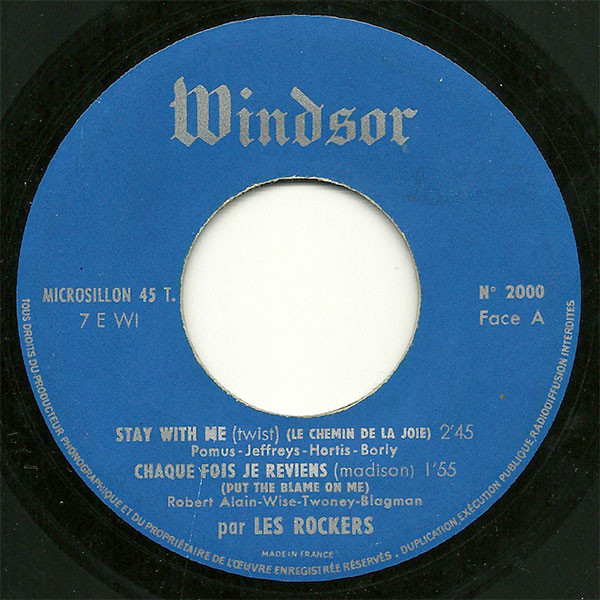 Windsor
MICROSILLON 45 T.
7 E WI
N° 2000
Face A
STAY WITH ME (twist) (LE CHEMIN DE LA JOIE) 2'45
Pomus-Jeffreys-Hortis-Borly
CHAQUE FOIS JE REVIENS (madison) 1'55
(PUT THE BLAME ON ME)
Robert Alain-Wise-Twoney-Blagman
par LES ROCKERS
MADE IN FRANCE
TOUS DROITS DU PRODUCTEUR PHONOGRAPHIQUE ET DU PROPRIÉTAIRE DE L'ŒUVRE ENREGISTRÉE RÉSERVÉS. DUPLICATION, EXÉCUTION PUBLIQUE, RADIODIFFUSION INTERDITES